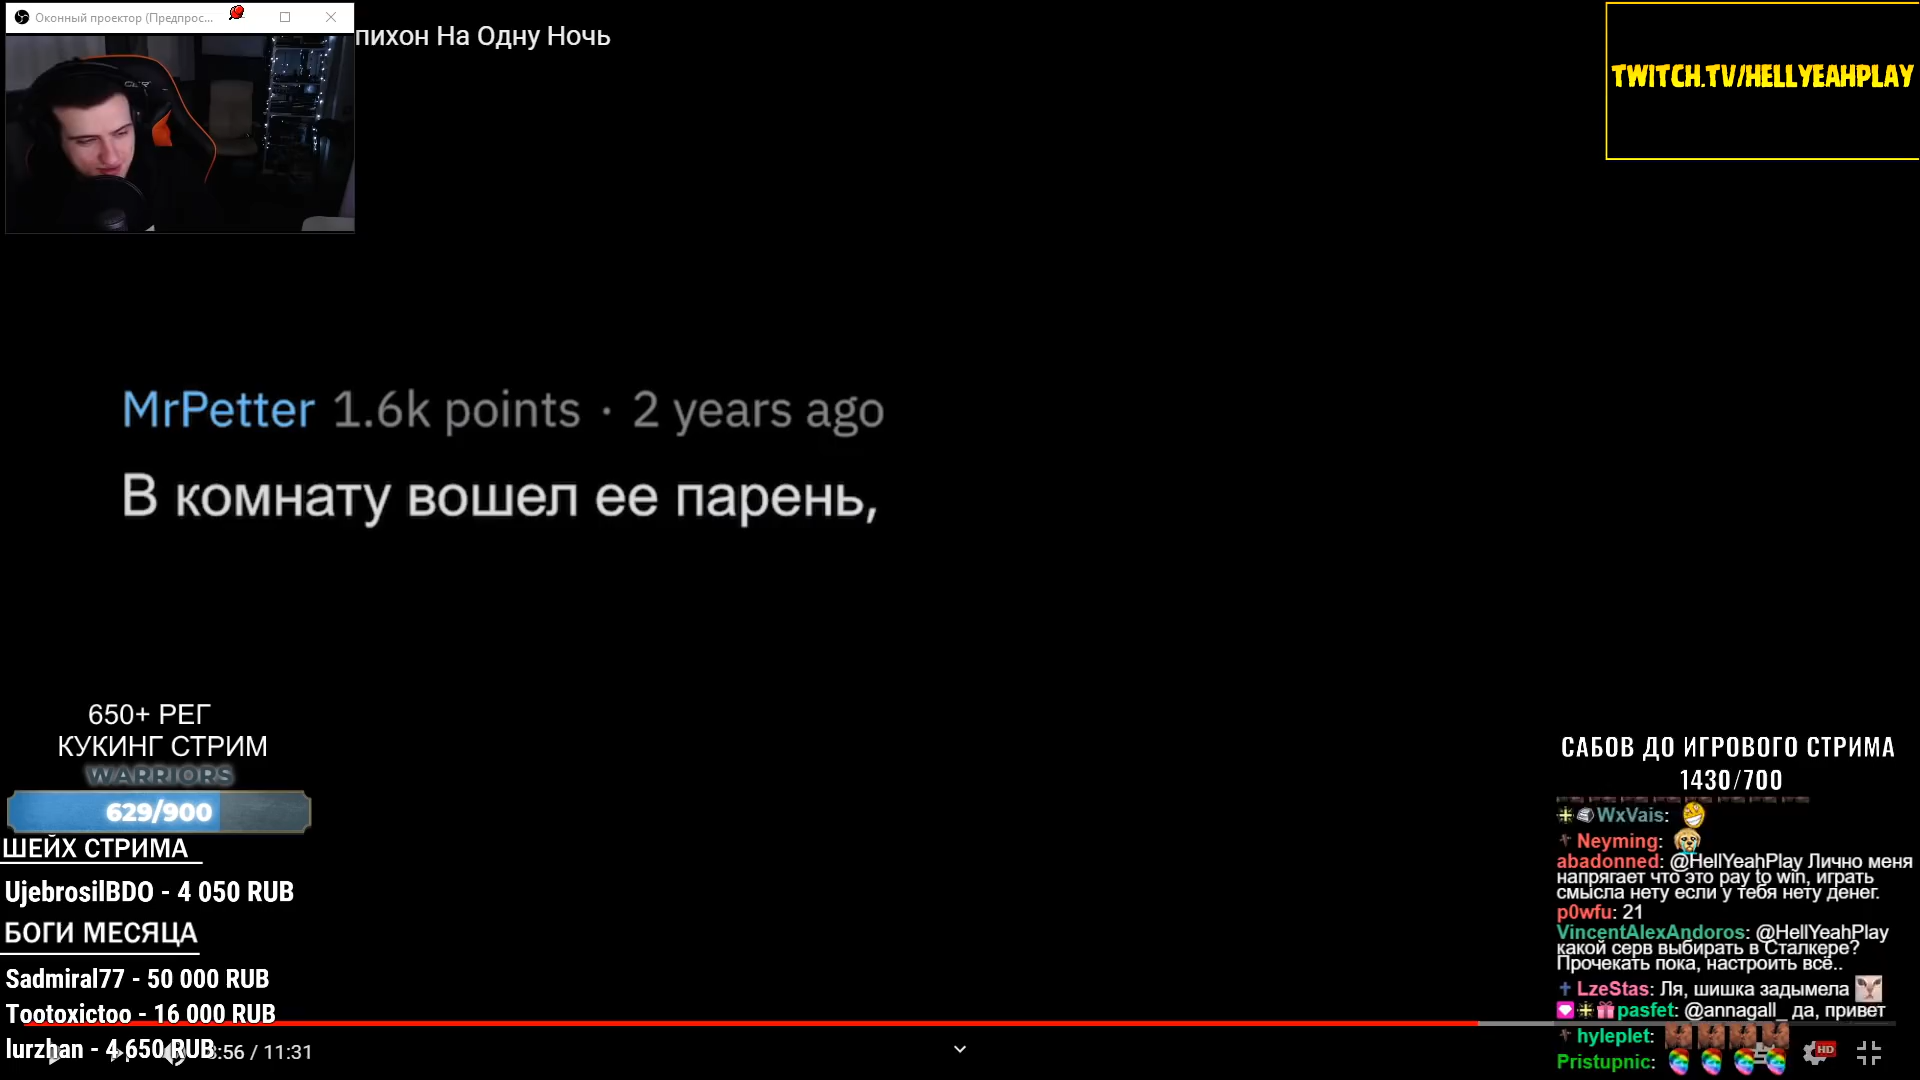 Оконный проектор (Предпрос...
пихон На Одну Ночь
TWITCH.TV/HELLYEAHPLAY
MrPetter 1.6k points · 2 years ago
В комнату вошел ее парень,
650+ РЕГ
КУКИНГ СТРИМ
WARRIORS
629/900
ШЕЙХ СТРИМА
UjebrosilBDO - 4 050 RUB
БОГИ МЕСЯЦА
Sadmiral77 - 50 000 RUB
Tootoxictoo - 16 000 RUB
lurzhan - 4 650 RUB
:56 / 11:31
САБОВ ДО ИГРОВОГО СТРИМА
1430/700
WxVais:
Neyming:
abadonned: @HellYeahPlay Лично меня
напрягает что это pay to win, играть
смысла нету если у тебя нету денег.
p0wfu: 21
VincentAlexAndoros: @HellYeahPlay
какой серв выбирать в Сталкере?
Прочекать пока, настроить всё..
LzeStas: Ля, шишка задымела
pasfet: @annagall_ да, привет
hyleplet:
Pristupnic:
HD